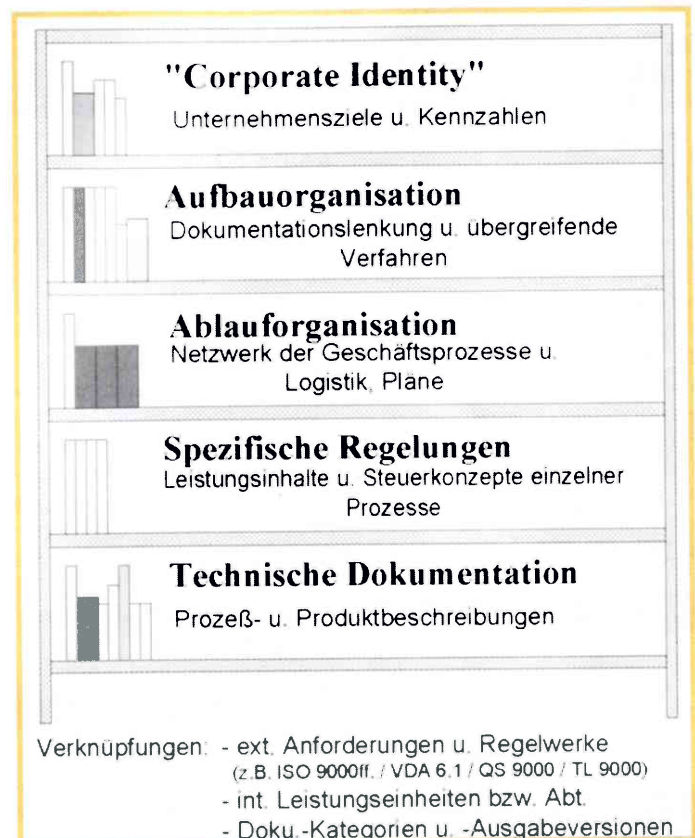 "Corporate Identity"
Unternehmensziele u. Kennzahlen
Aufbauorganisation
Dokumentationslenkung u. übergreifende
Verfahren
Ablauforganisation
Netzwerk der Geschäftsprozesse u.
Logistik, Pläne
Spezifische Regelungen
Leistungsinhalte u. Steuerkonzepte einzelner
Prozesse
Technische Dokumentation
Prozeß- u. Produktbeschreibungen
Verknüpfungen: - ext. Anforderungen u. Regelwerke
(z.B. ISO 9000ff. / VDA 6.1 / QS 9000 / TL 9000)
- int. Leistungseinheiten bzw. Abt.
- Doku.-Kategorien u. -Ausgabeversionen